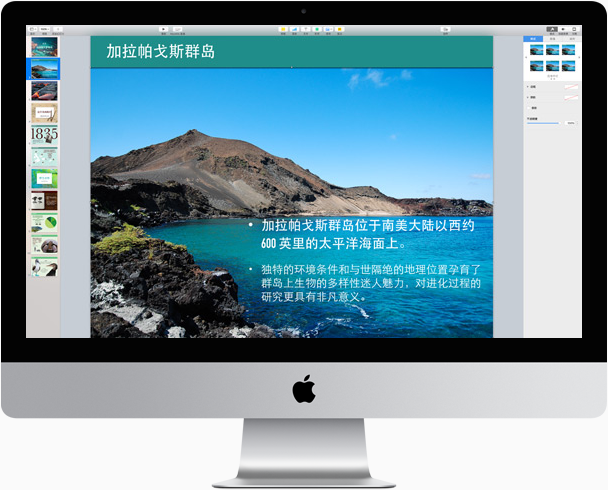 加拉帕戈斯群岛
1835
• 加拉帕戈斯群岛位于南美大陆以西约
600 英里的太平洋海面上。
• 独特的环境条件和与世隔绝的地理位置孕育了
群岛上生物的多样性迷人魅力，对进化过程的
研究更具有非凡意义。